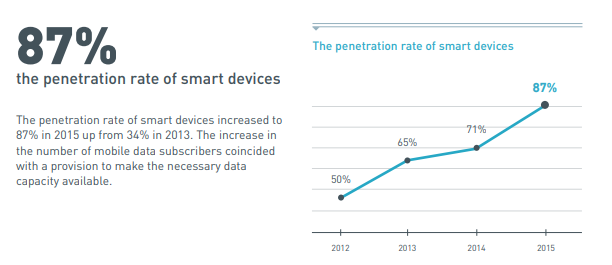 87%
the penetration rate of smart devices
The penetration rate of smart devices increased to
87% in 2015 up from 34% in 2013. The increase in
the number of mobile data subscribers coincided
with a provision to make the necessary data
capacity available.
The penetration rate of smart devices
87%
71%
65%
50%
2012 2013 2014 2015